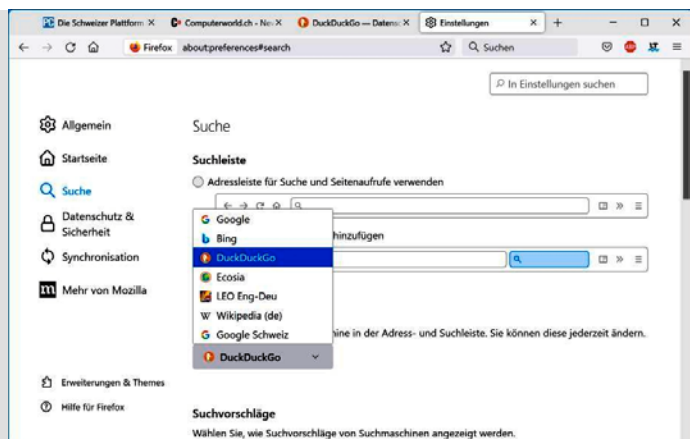 Die Schweizer Plattform
Computerworld.ch - Ne
DuckDuckGo — Datens
Einstellungen
Firefox about:preferences#search
Suchen
In Einstellungen suchen
Allgemein
Startseite
Suche
Datenschutz &
Sicherheit
Synchronisation
Mehr von Mozilla
Erweiterungen & Themes
Hilfe für Firefox
Suche
Suchleiste
Adressleiste für Suche und Seitenaufrufe verwenden
hinzufügen
Google
Bing
DuckDuckGo
Ecosia
LEO Eng-Deu
Wikipedia (de)
Google Schweiz
hine in der Adress- und Suchleiste. Sie können diese jederzeit ändern.
DuckDuckGo
Suchvorschläge
Wählen Sie, wie Suchvorschläge von Suchmaschinen angezeigt werden.